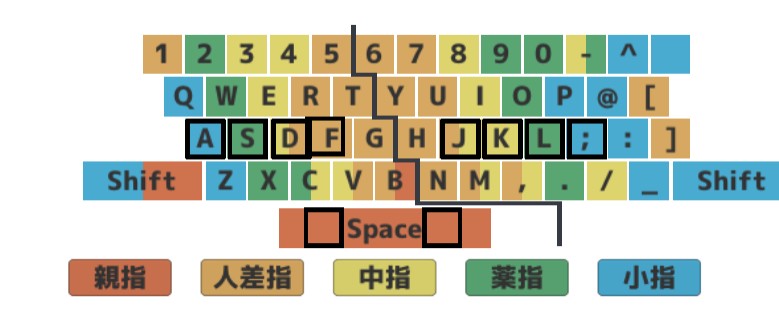 1 2 3 4 5 6 7 8 9 0 - ^
Q W E R T Y U I O P @ [
A S D F G H J K L ; : ]
Shift Z X C V B N M , . / _ Shift
Space
親指 人差指 中指 薬指 小指